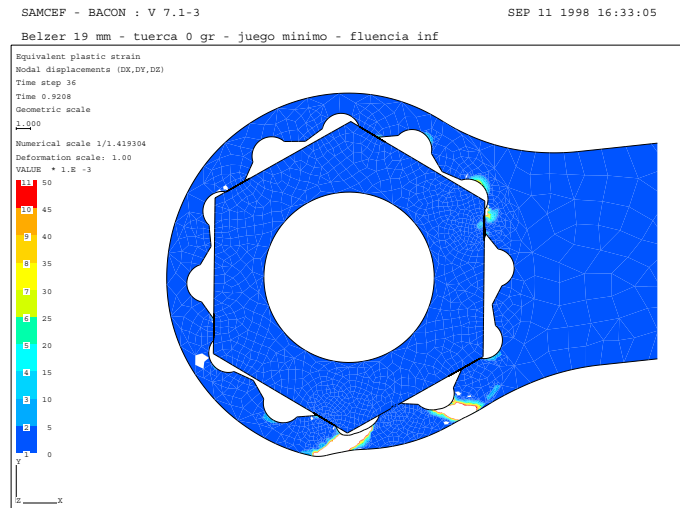 SAMCEF - BACON : V 7.1-3 SEP 11 1998 16:33:05
Belzer 19 mm - tuerca 0 gr - juego minimo - fluencia inf
Equivalent plastic strain
Nodal displacements (DX,DY,DZ)
Time step 36
Time 0.9208
Geometric scale
1.000
Numerical scale 1/1.419304
Deformation scale: 1.00
VALUE * 1.E -3
11 50
10 45
9 40
8 35
7 30
6 25
5 20
4 15
3 10
2 5
1 0
Y
Z X